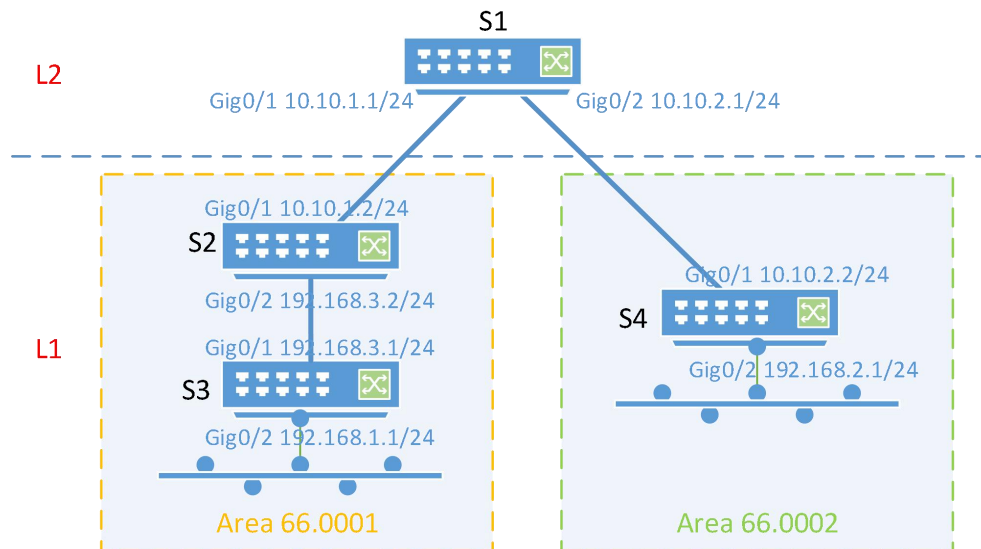 S1
L2
Gig0/1 10.10.1.1/24
Gig0/2 10.10.2.1/24
Gig0/1 10.10.1.2/24
S2
Gig0/2 192.168.3.2/24
Gig0/1 10.10.2.2/24
S4
L1
Gig0/1 192.168.3.1/24
Gig0/2 192.168.2.1/24
S3
Gig0/2 192.168.1.1/24
Area 66.0001
Area 66.0002